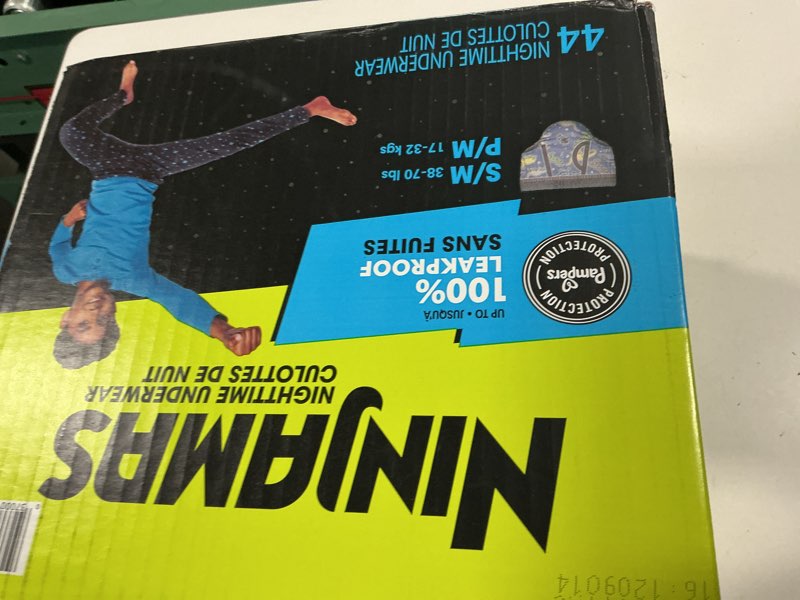 NINJAMAS
NIGHTTIME UNDERWEAR
CULOTTES DE NUIT
UP TO • JUSQU'À
100%
LEAKPROOF
SANS FUITES
PROTECTION
Pampers
PROTECTION
S/M 38-70 lbs
P/M 17-32 kgs
44 NIGHTTIME UNDERWEAR
CULOTTES DE NUIT
16:1209014